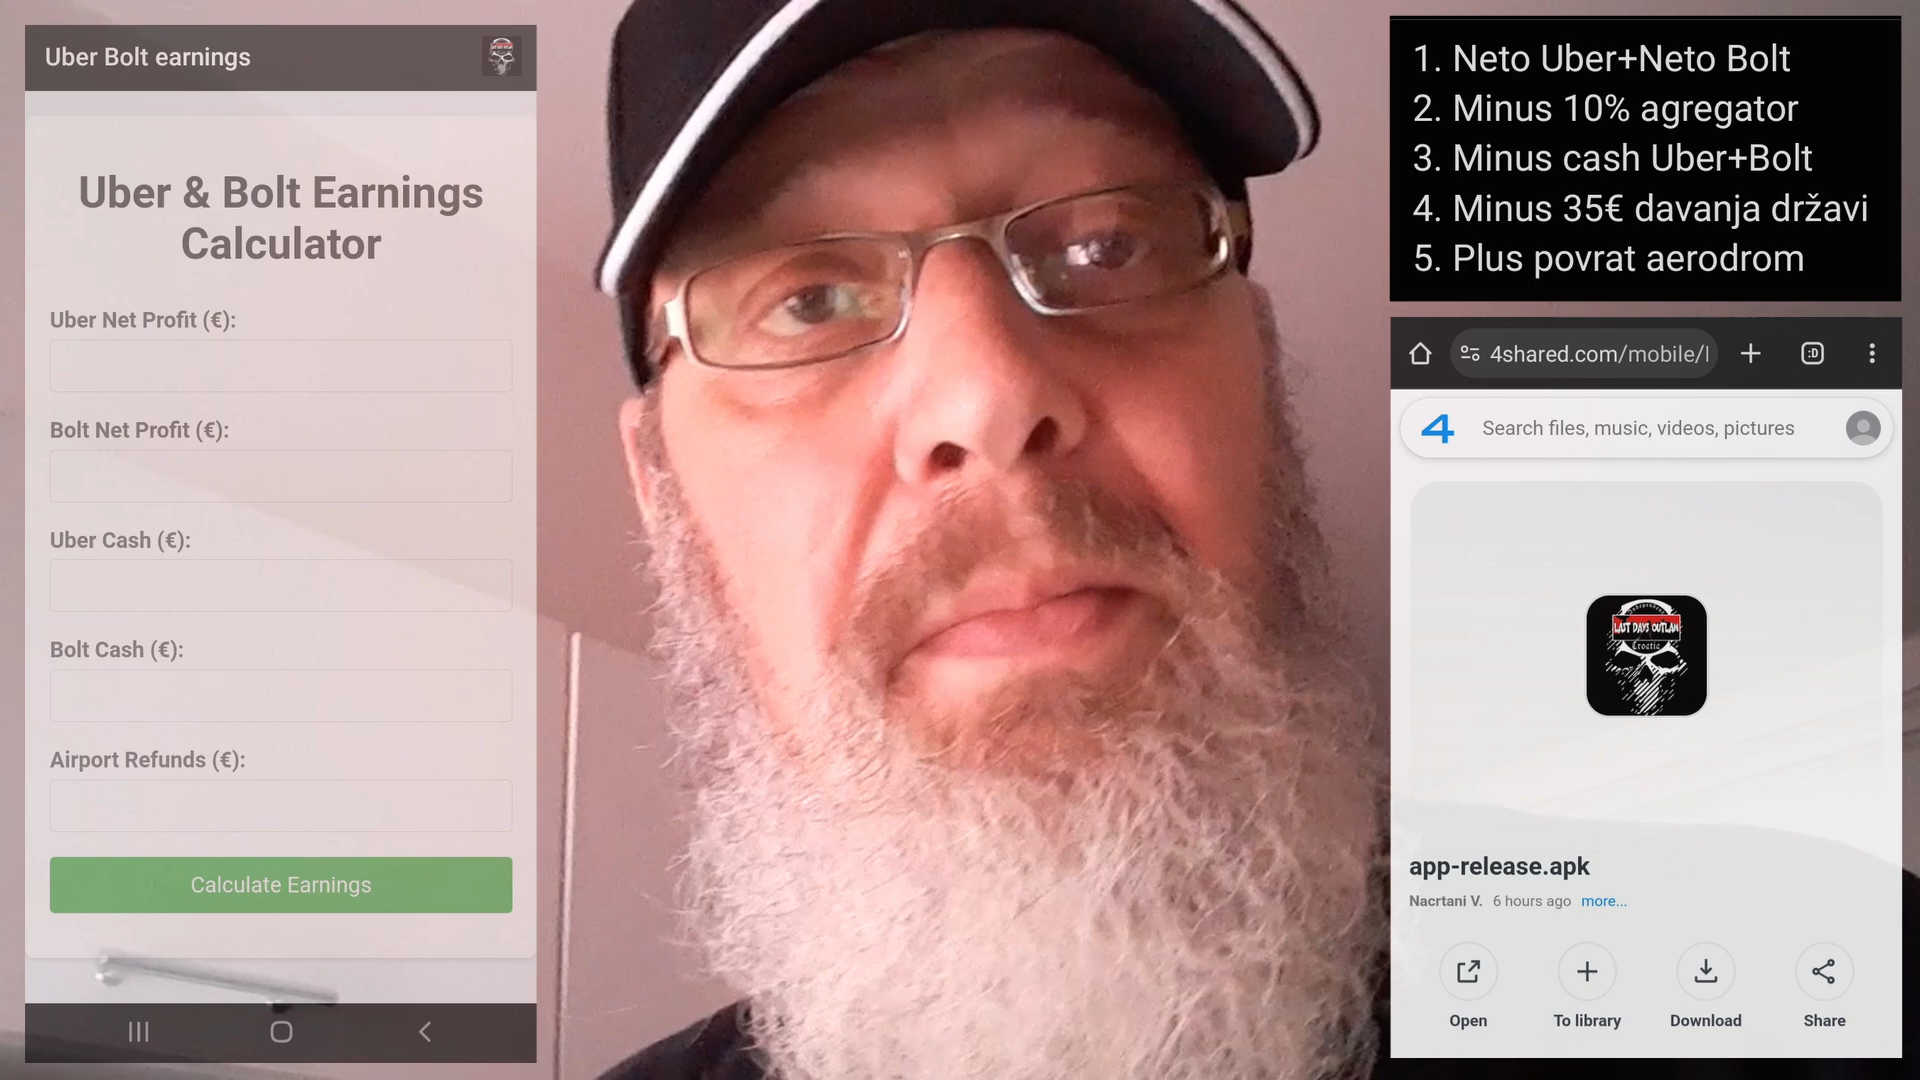 Uber Bolt earnings
Uber & Bolt Earnings
Calculator
Uber Net Profit (€):
Bolt Net Profit (€):
Uber Cash (€):
Bolt Cash (€):
Airport Refunds (€):
Calculate Earnings
1. Neto Uber+Neto Bolt
2. Minus 10% agregator
3. Minus cash Uber+Bolt
4. Minus 35€ davanja državi
5. Plus povrat aerodrom
4shared.com/mobile/
:D
4
Search files, music, videos, pictures
LAST DAYS OUTLAW
Croatia
app-release.apk
Nacrtani V. 6 hours ago more...
Open To library Download Share